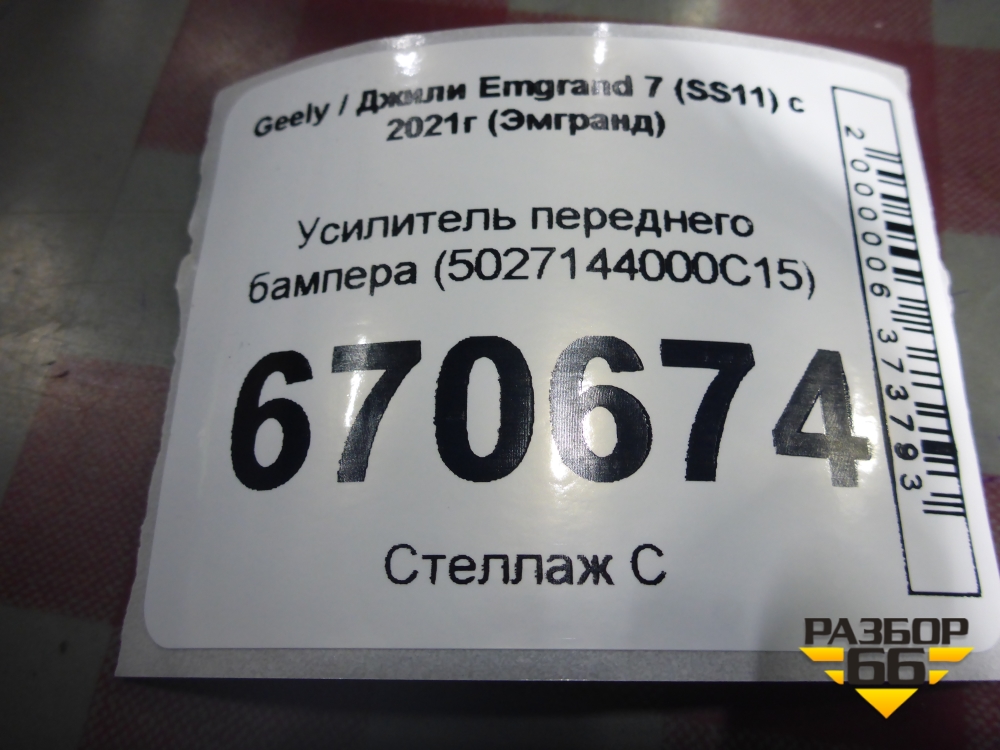 Geely / Джили Emgrand 7 (SS11) с
2021г (Эмгранд)
Усилитель переднего
бампера (5027144000C15)
670674
Стеллаж С
2000006373793
РАЗБОР
66